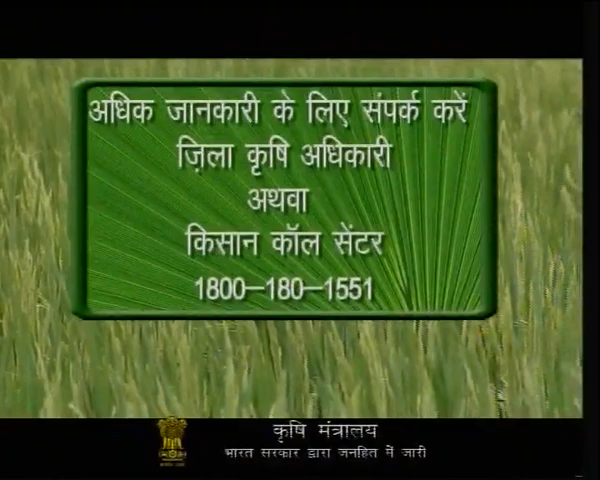 अधिक जानकारी के लिए संपर्क करें
ज़िला कृषि अधिकारी
अथवा
किसान कॉल सेंटर
1800–180–1551
कृषि मंत्रालय
भारत सरकार द्वारा जनहित में जारी